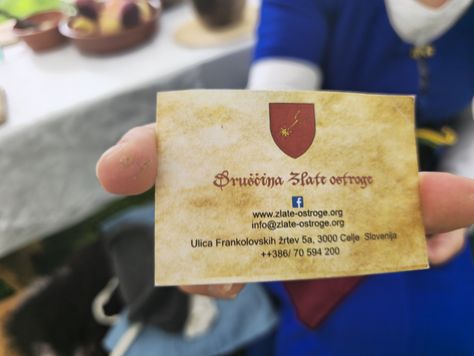 Druščina Zlate ostroge
f
www.zlate-ostroge.org
info@zlate-ostroge.org
Ulica Frankolovskih žrtev 5a, 3000 Celje Slovenija
++386/ 70 594 200